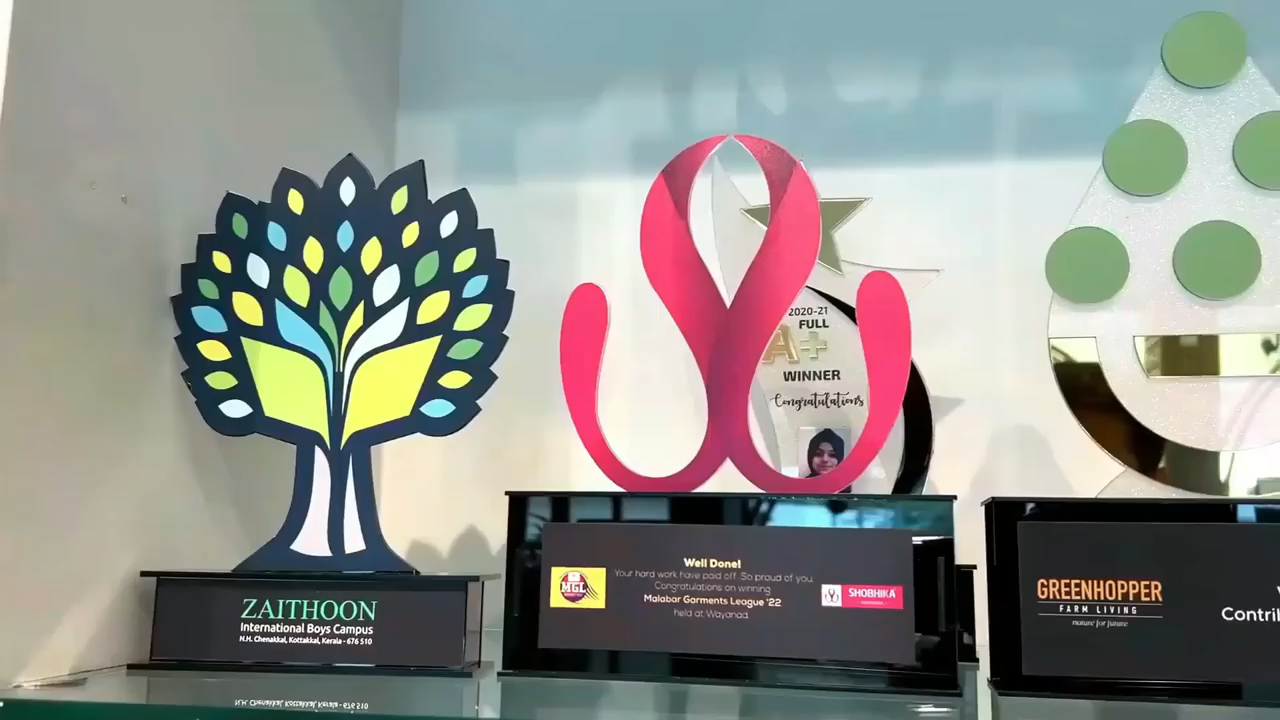 ZAITHOON
International Boys Campus
N.H. Chenakkal, Kottakkal, Kerala - 676 510
2020-21
FULL
A+
WINNER
Congratulations
MGL
Well Done!
Your hard work have paid off. So proud of you.
Congratulations on winning
Malabar Garments League '22
held at Wayanad.
SHOBHIKA
GREENHOPPER
FARM LIVING
nature for future
Contrib